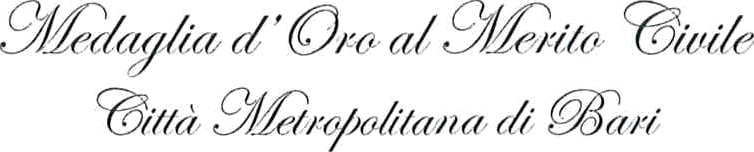 Medaglia d'Oro al Merito Civile
Città Metropolitana di Bari